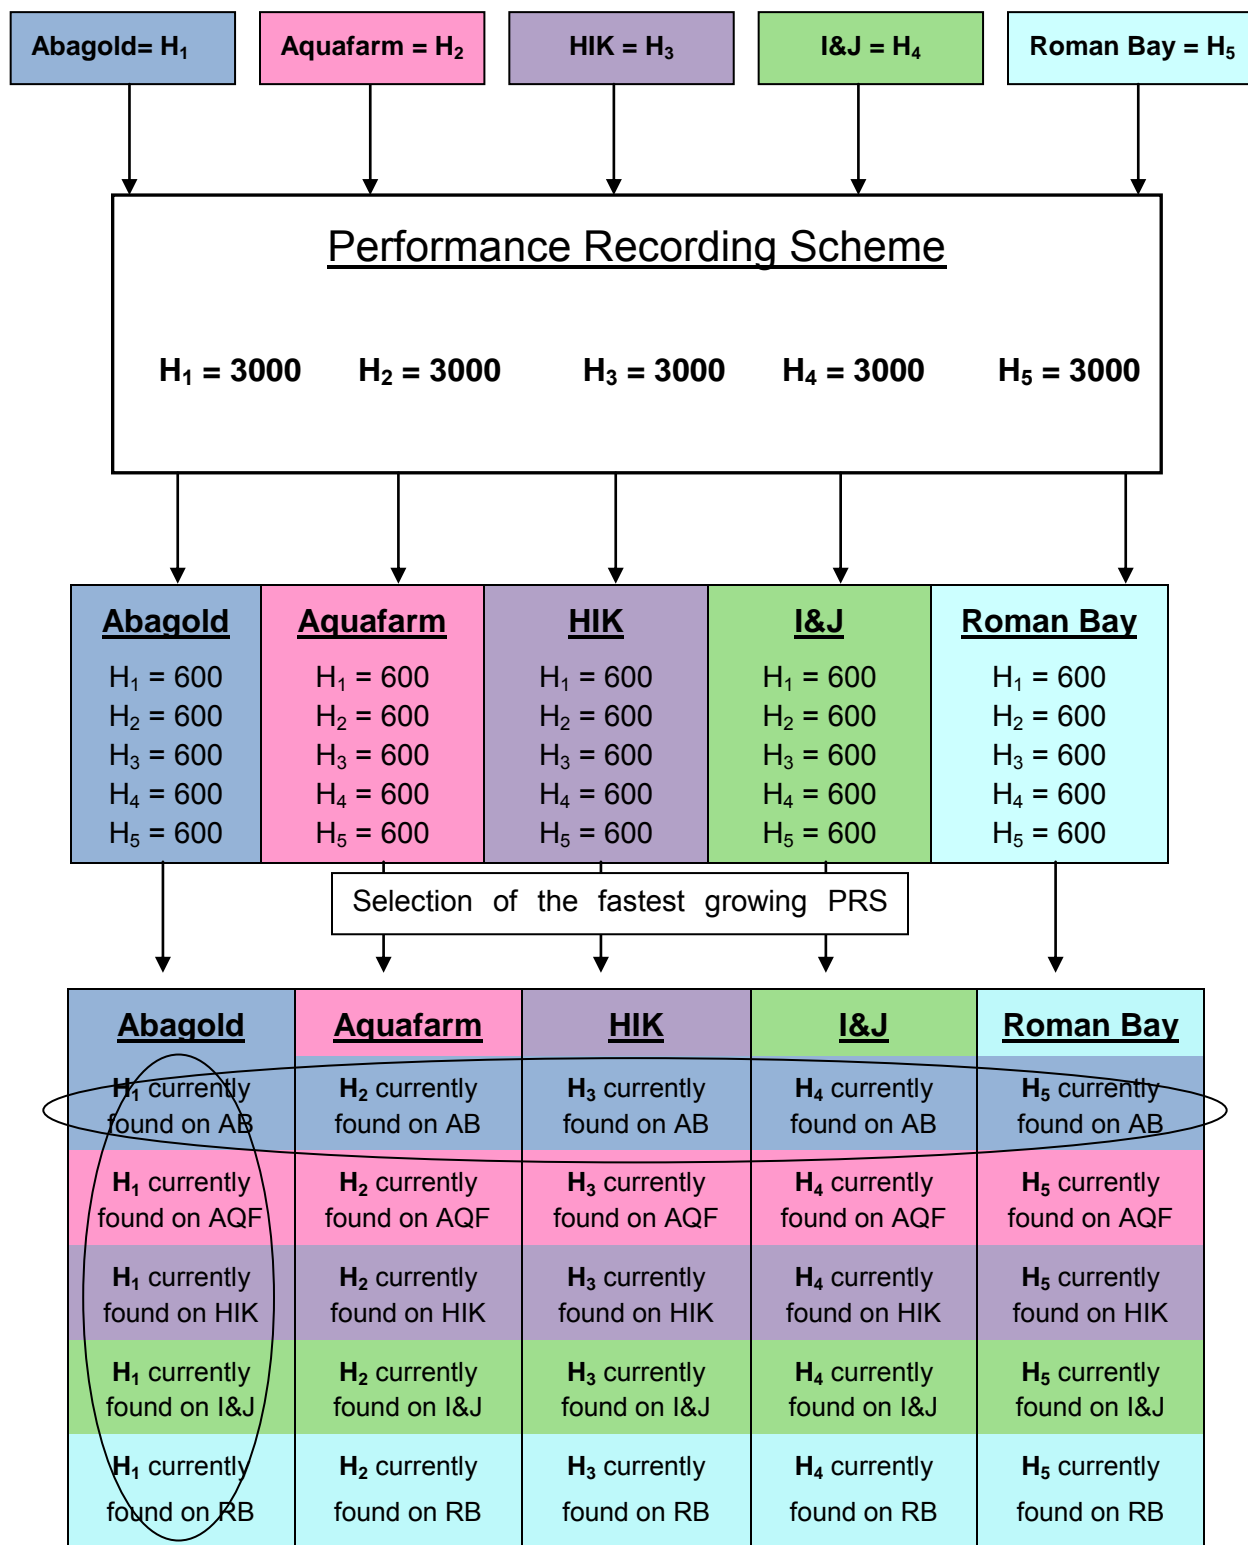 Abagold= H₁
Aquafarm = H₂
HIK = H₃
I&J = H₄
Roman Bay = H₅
Performance Recording Scheme
H₁ = 3000 H₂ = 3000 H₃ = 3000 H₄ = 3000 H₅ = 3000
Abagold
H₁ = 600
H₂ = 600
H₃ = 600
H₄ = 600
H₅ = 600
Aquafarm
H₁ = 600
H₂ = 600
H₃ = 600
H₄ = 600
H₅ = 600
HIK
H₁ = 600
H₂ = 600
H₃ = 600
H₄ = 600
H₅ = 600
I&J
H₁ = 600
H₂ = 600
H₃ = 600
H₄ = 600
H₅ = 600
Roman Bay
H₁ = 600
H₂ = 600
H₃ = 600
H₄ = 600
H₅ = 600
Selection of the fastest growing PRS
Abagold Aquafarm HIK I&J Roman Bay
H₁ currently H₂ currently H₃ currently H₄ currently H₅ currently
found on AB found on AB found on AB found on AB found on AB
H₁ currently H₂ currently H₃ currently H₄ currently H₅ currently
found on AQF found on AQF found on AQF found on AQF found on AQF
H₁ currently H₂ currently H₃ currently H₄ currently H₅ currently
found on HIK found on HIK found on HIK found on HIK found on HIK
H₁ currently H₂ currently H₃ currently H₄ currently H₅ currently
found on I&J found on I&J found on I&J found on I&J found on I&J
H₁ currently H₂ currently H₃ currently H₄ currently H₅ currently
found on RB found on RB found on RB found on RB found on RB